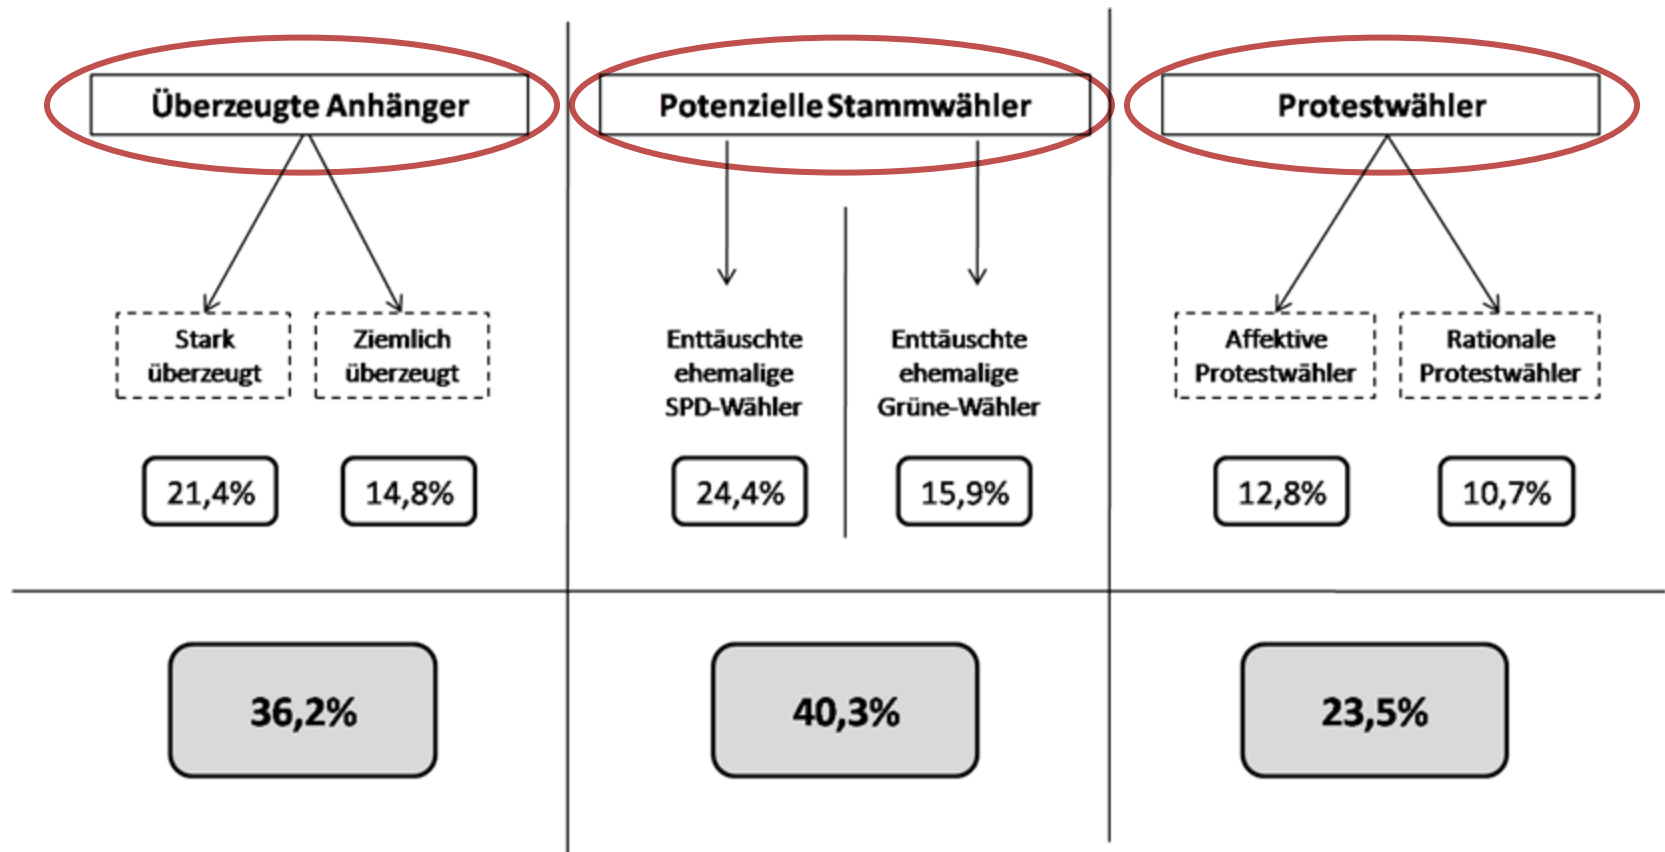 Überzeugte Anhänger
Potenzielle Stammwähler
Protestwähler
Stark
überzeugt
Ziemlich
überzeugt
Enttäuschte
ehemalige
SPD-Wähler
Enttäuschte
ehemalige
Grüne-Wähler
Affektive
Protestwähler
Rationale
Protestwähler
21,4%
14,8%
24,4%
15,9%
12,8%
10,7%
36,2%
40,3%
23,5%